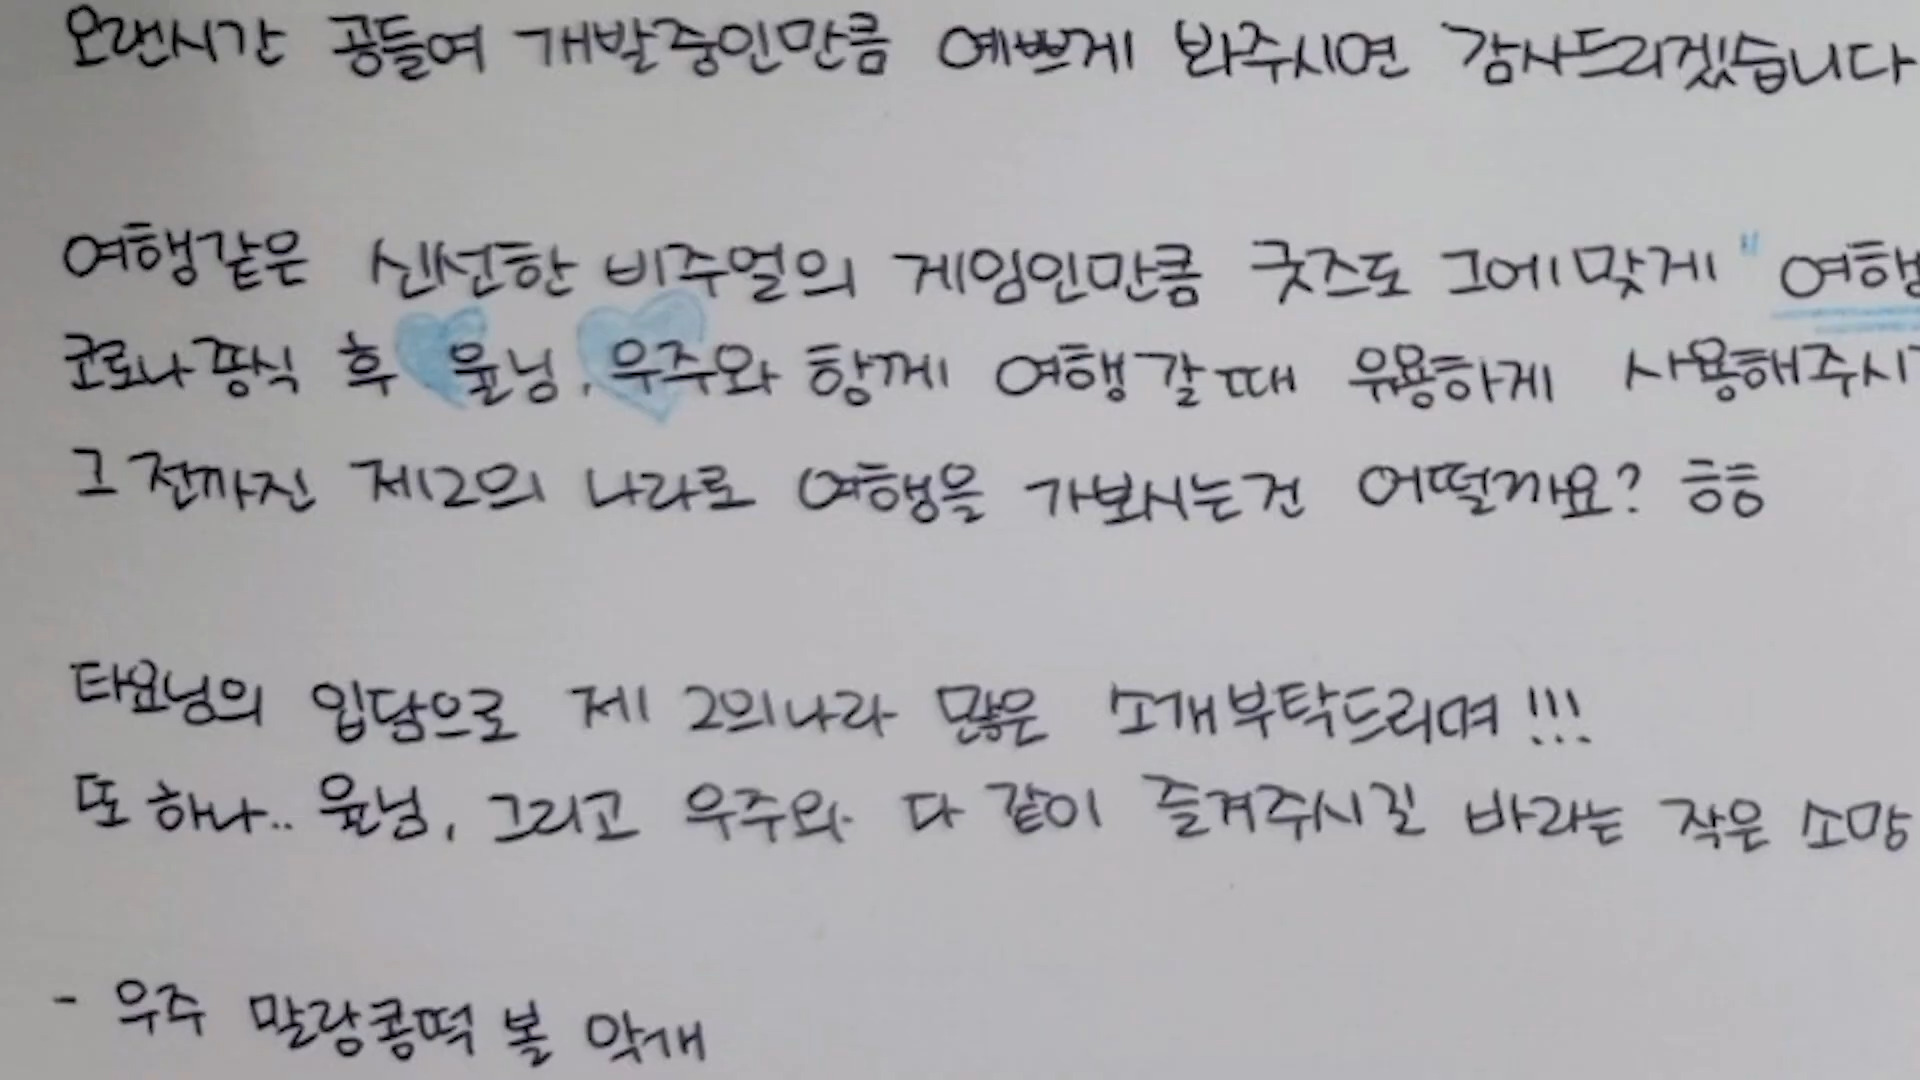 오랜시간 공들여 개발중인만큼 예쁘게 봐주시면 감사드리겠습니다
여행같은 신선한 비주얼의 게임인만큼 굿즈도 그에맞게 " 여행
코로나 종식 후 윤님, 우주와 함께 여행 갈 때 유용하게 사용해주시
그 전까진 제2의 나라로 여행을 가보시는건 어떨까요? ㅎㅎ
타요님의 입담으로 제 2의나라 많은 소개부탁드리며!!!
또 하나.. 윤님, 그리고 우주와 다 같이 즐겨주시길 바라는 작은 소망
- 우주 말랑콩떡 볼 악개